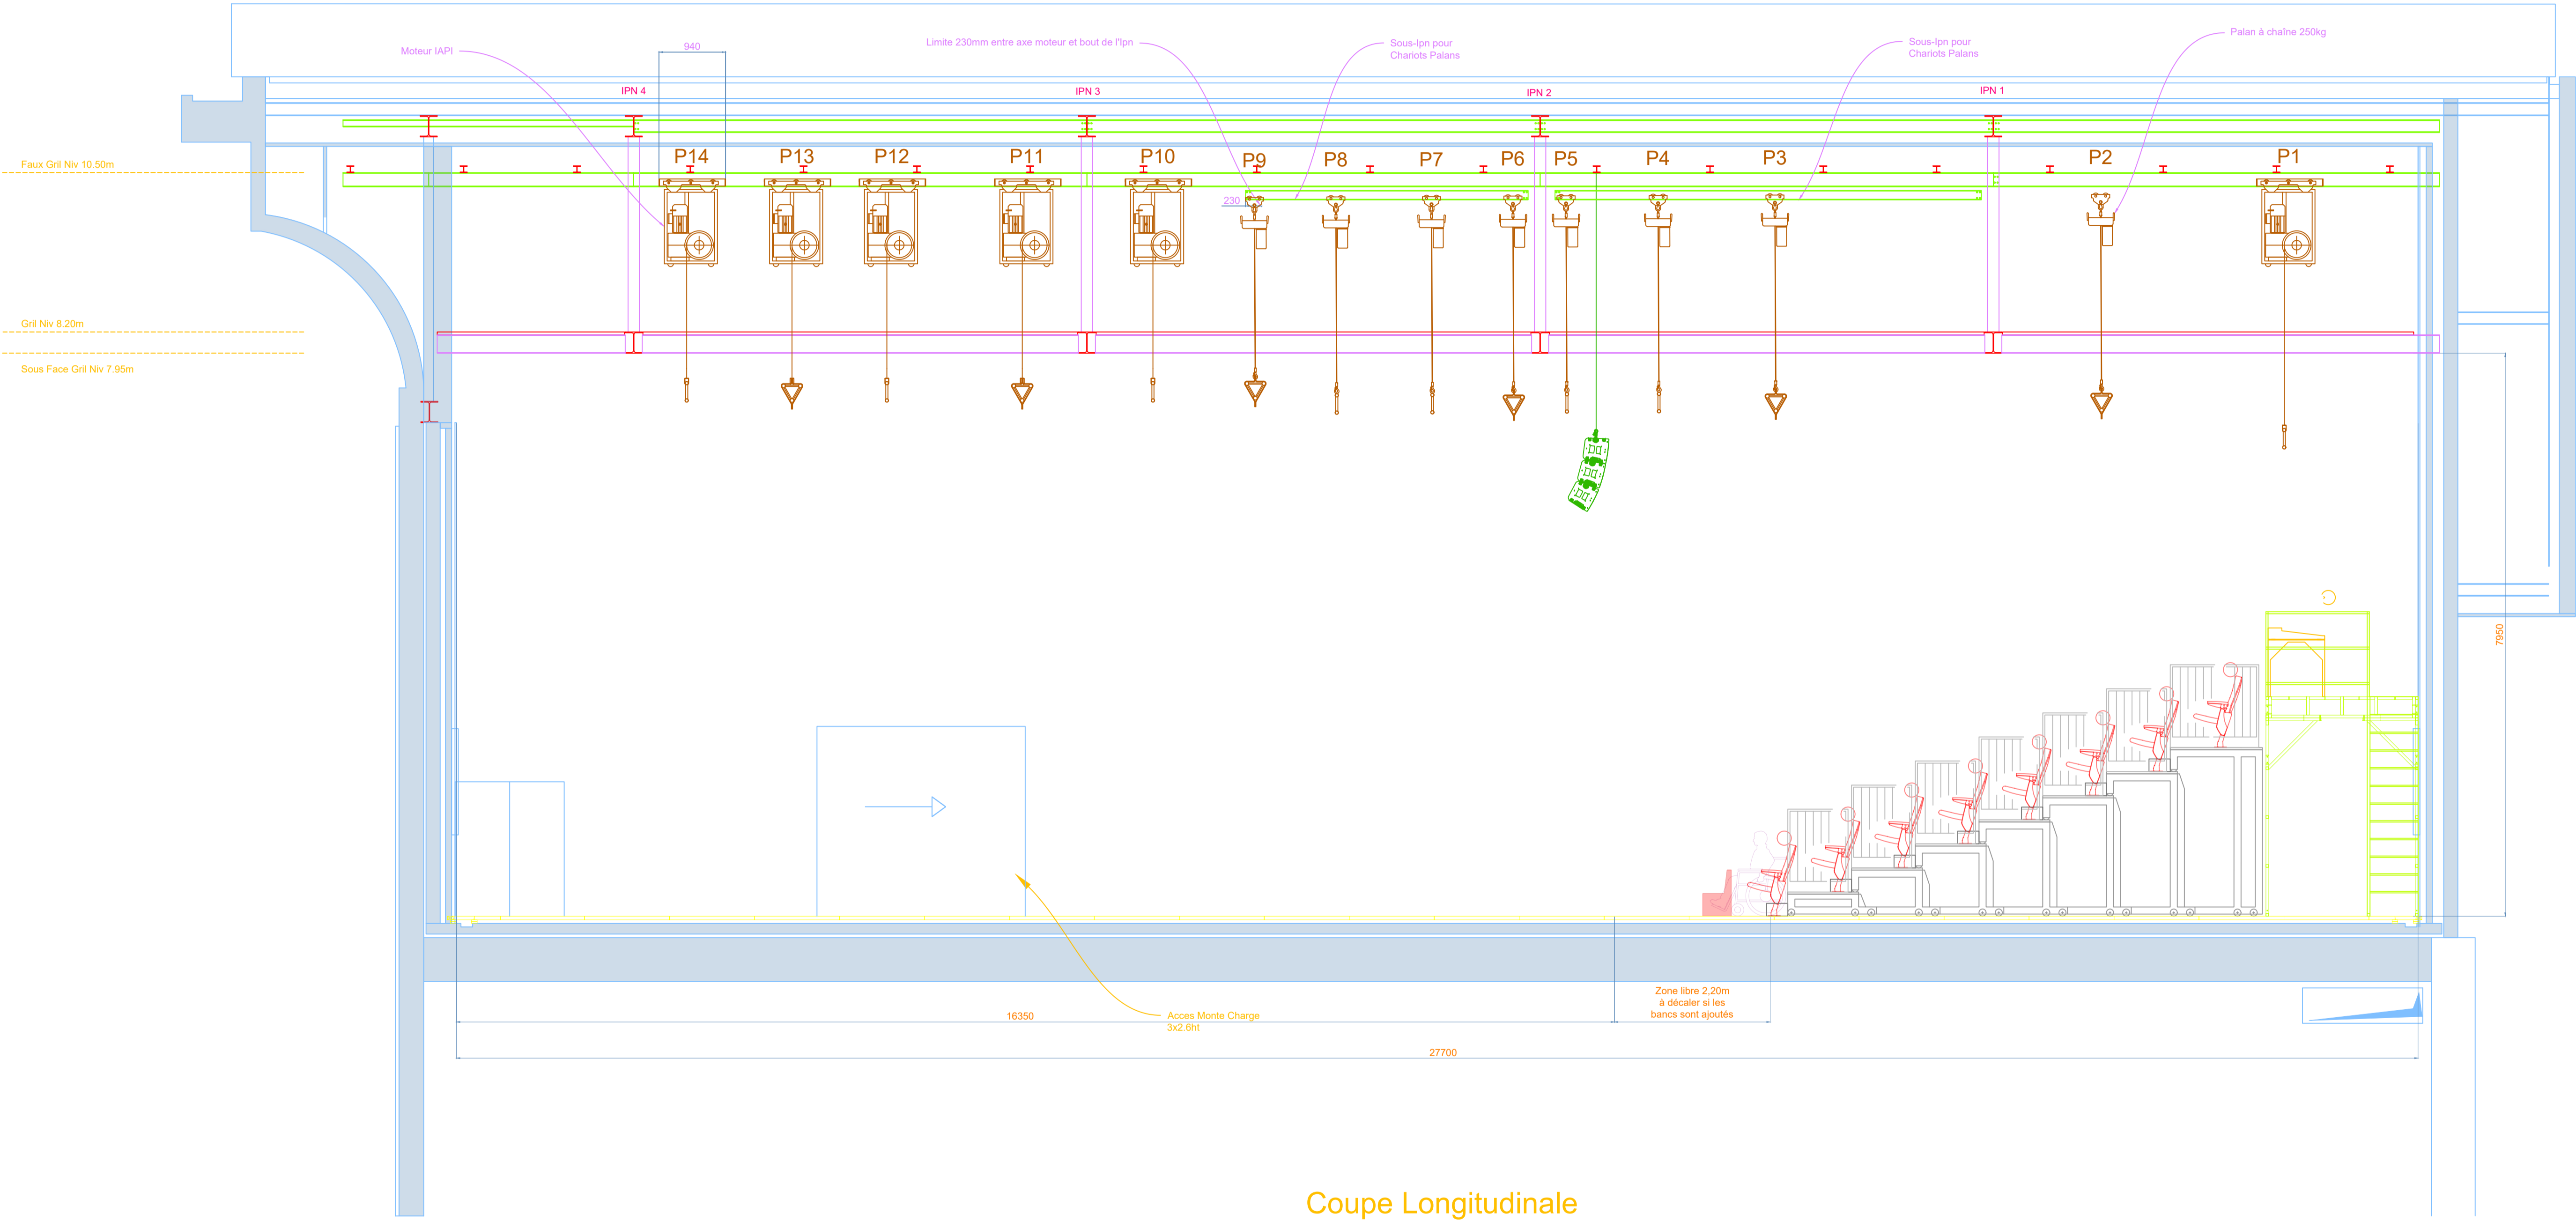 Moteur IAPI
940
Limite 230mm entre axe moteur et bout de l'Ipn
Sous-Ipn pour
Chariots Palans
Sous-Ipn pour
Chariots Palans
Palan à chaîne 250kg
IPN 4
IPN 3
IPN 2
IPN 1
Faux Gril Niv 10.50m
P14
P13
P12
P11
P10
P9
P8
P7
P6
P5
P4
P3
P2
P1
230
Gril Niv 8.20m
Sous Face Gril Niv 7.95m
7950
Zone libre 2,20m
à décaler si les
bancs sont ajoutés
16350
Acces Monte Charge
3x2.6ht
27700
Coupe Longitudinale